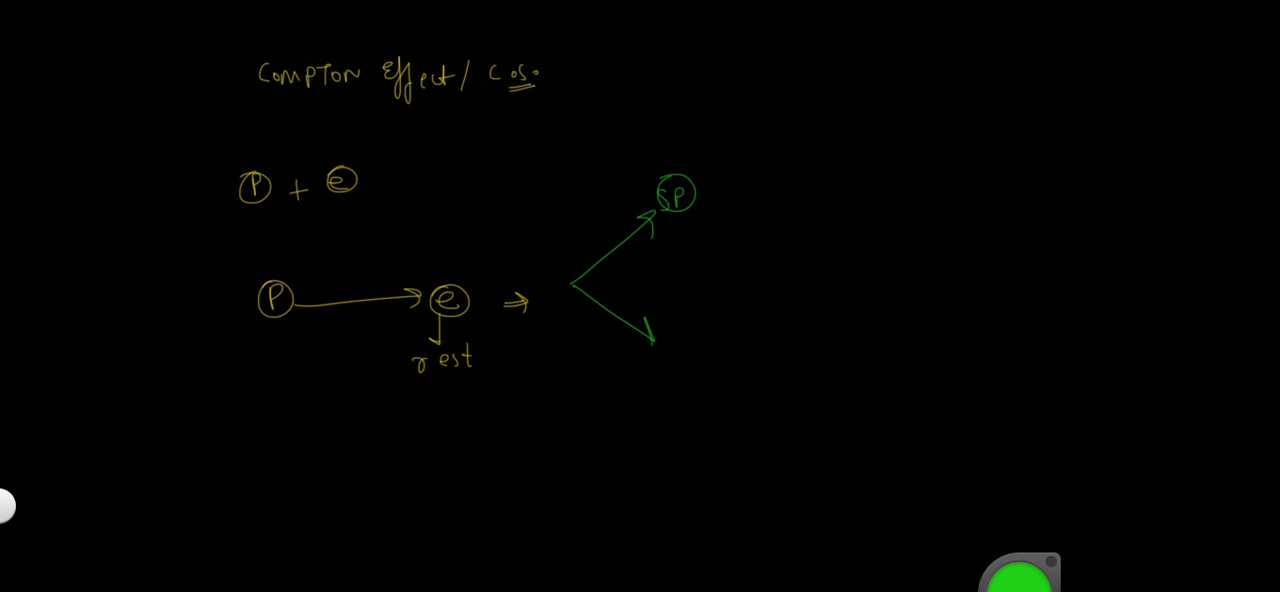 COMPTON Effect / Cos.
P + e
SP
P e
rest